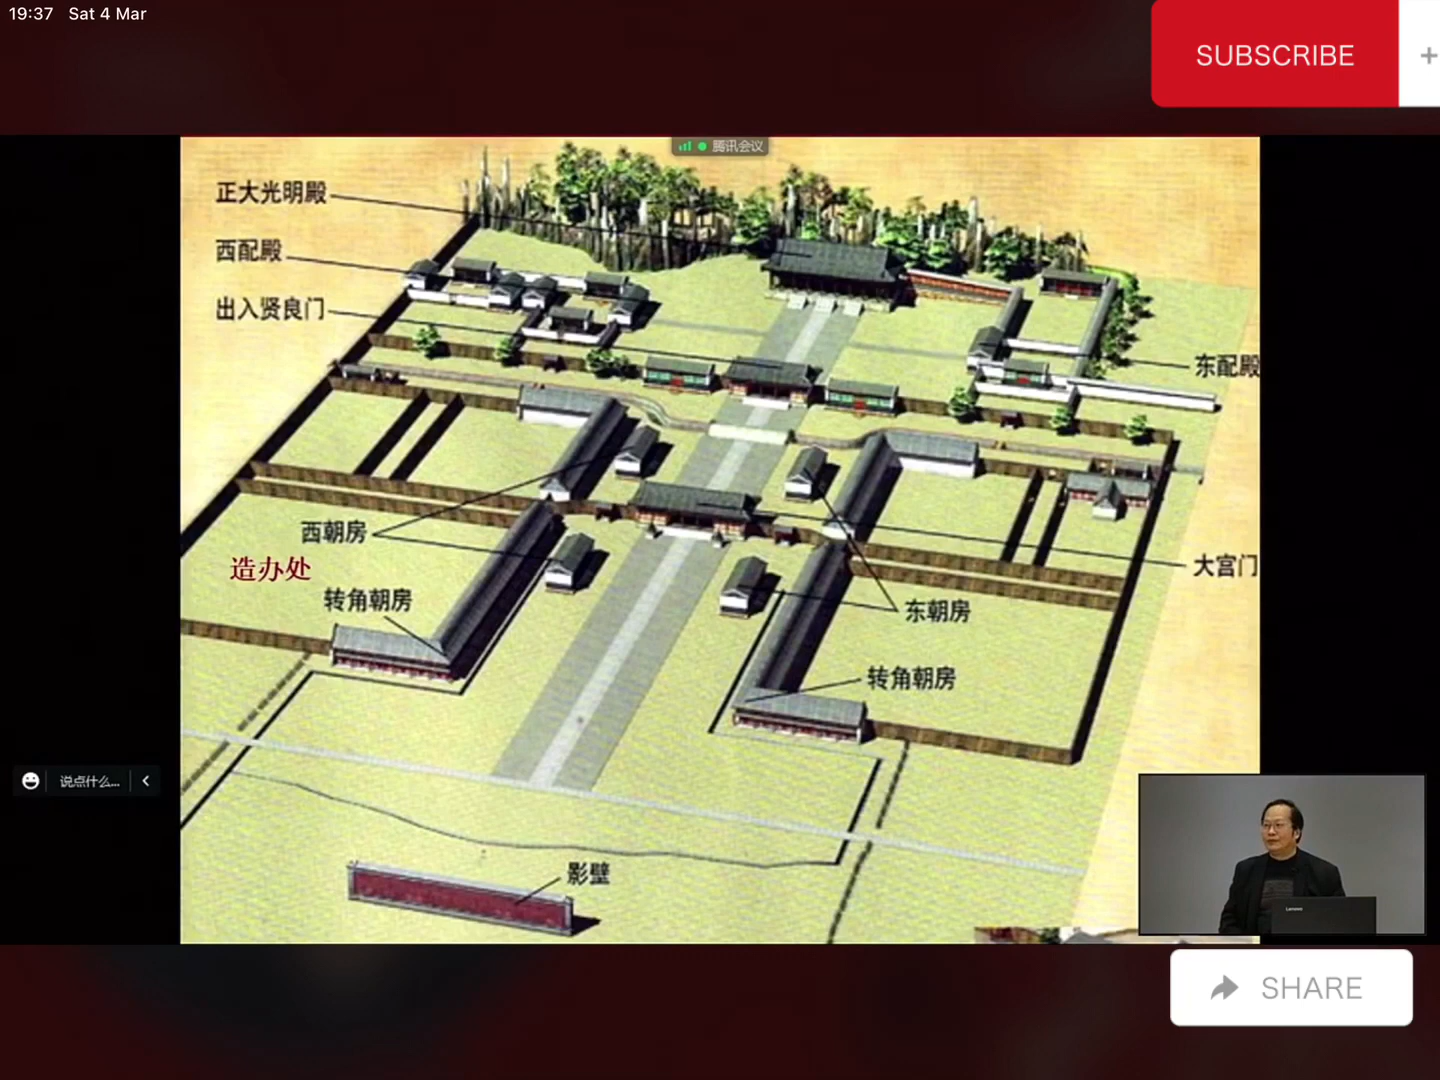 19:37 Sat 4 Mar
SUBSCRIBE
+
腾讯会议
正大光明殿
西配殿
出入贤良门
东配殿
西朝房
造办处
大宫门
转角朝房
东朝房
转角朝房
说点什么...
影壁
Lenovo
SHARE